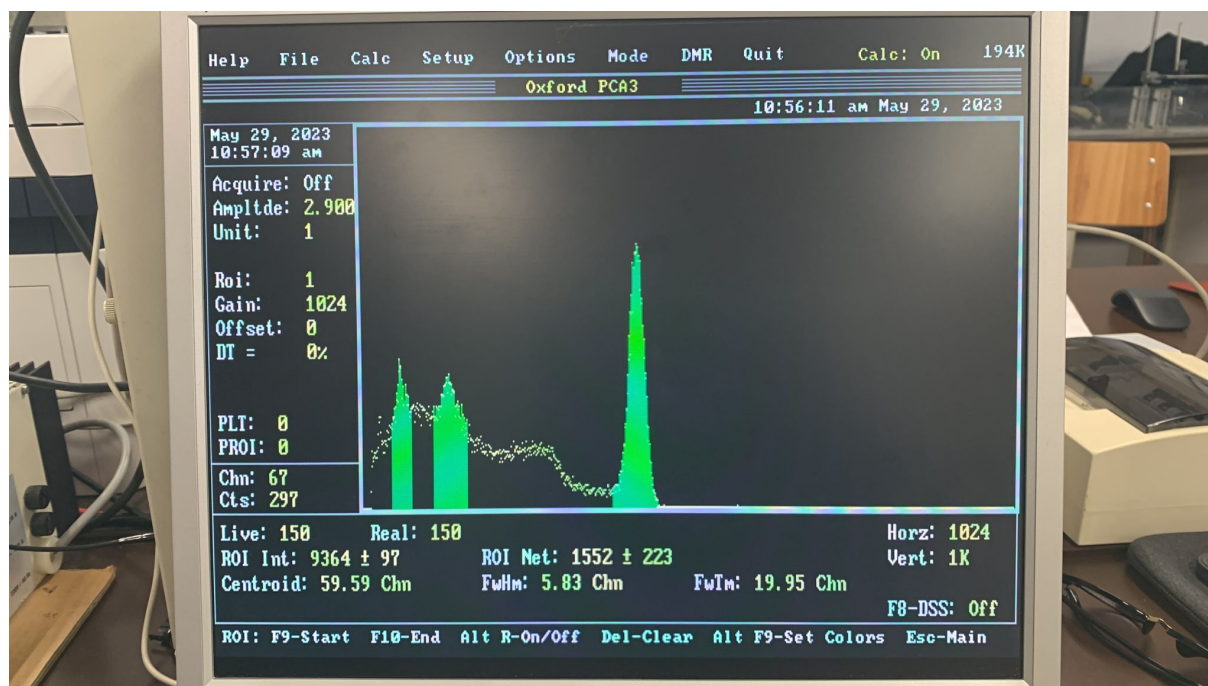 Help File Calc Setup Options Mode DMR Quit Calc: On 194K
Oxford PCA3
10:56:11 am May 29, 2023
May 29, 2023
10:57:09 am
Acquire: Off
Ampltde: 2.900
Unit: 1
Roi: 1
Gain: 1024
Offset: 0
DT = 0%
PLT: 0
PROI: 0
Chn: 67
Cts: 297
Live: 150 Real: 150 Horz: 1024
ROI Int: 9364 ± 97 ROI Net: 1552 ± 223 Vert: 1K
Centroid: 59.59 Chn FwHm: 5.83 Chn FwTm: 19.95 Chn
F8-DSS: Off
ROI: F9-Start F10-End Alt R-On/Off Del-Clear Alt F9-Set Colors Esc-Main